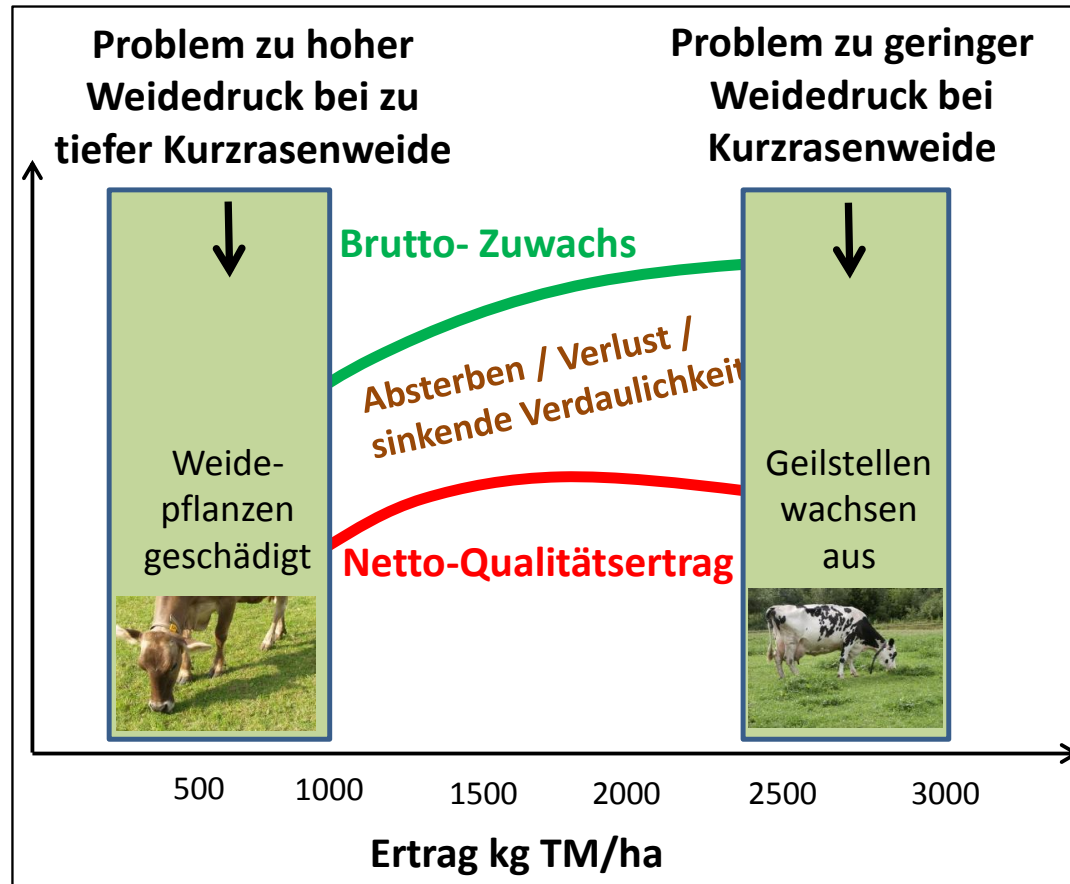 Problem zu hoher
Weidedruck bei zu
tiefer Kurzrasenweide
Problem zu geringer
Weidedruck bei
Kurzrasenweide
Brutto- Zuwachs
Absterben / Verlust /
sinkende Verdaulichkeit
Weide-
pflanzen
geschädigt
Geilstellen
wachsen
aus
Netto-Qualitätsertrag
500 1000 1500 2000 2500 3000
Ertrag kg TM/ha